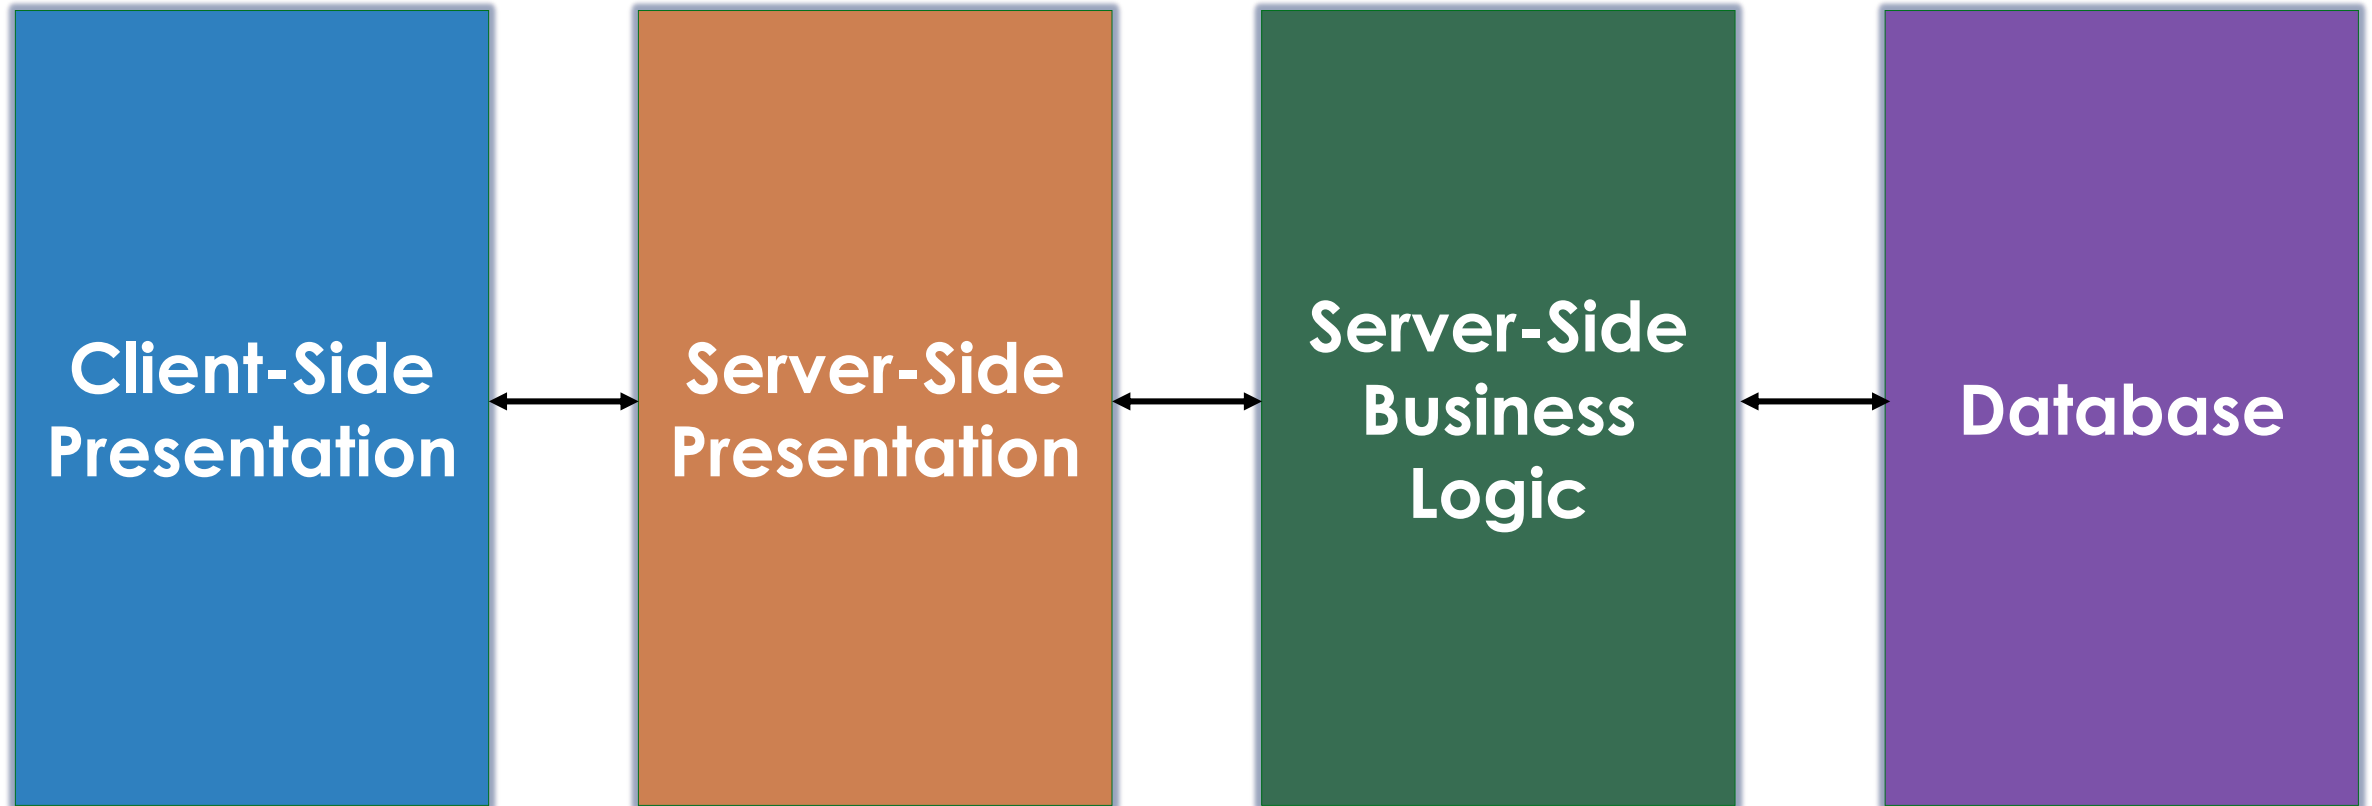 Client-Side
Presentation
Server-Side
Presentation
Server-Side
Business
Logic
Database